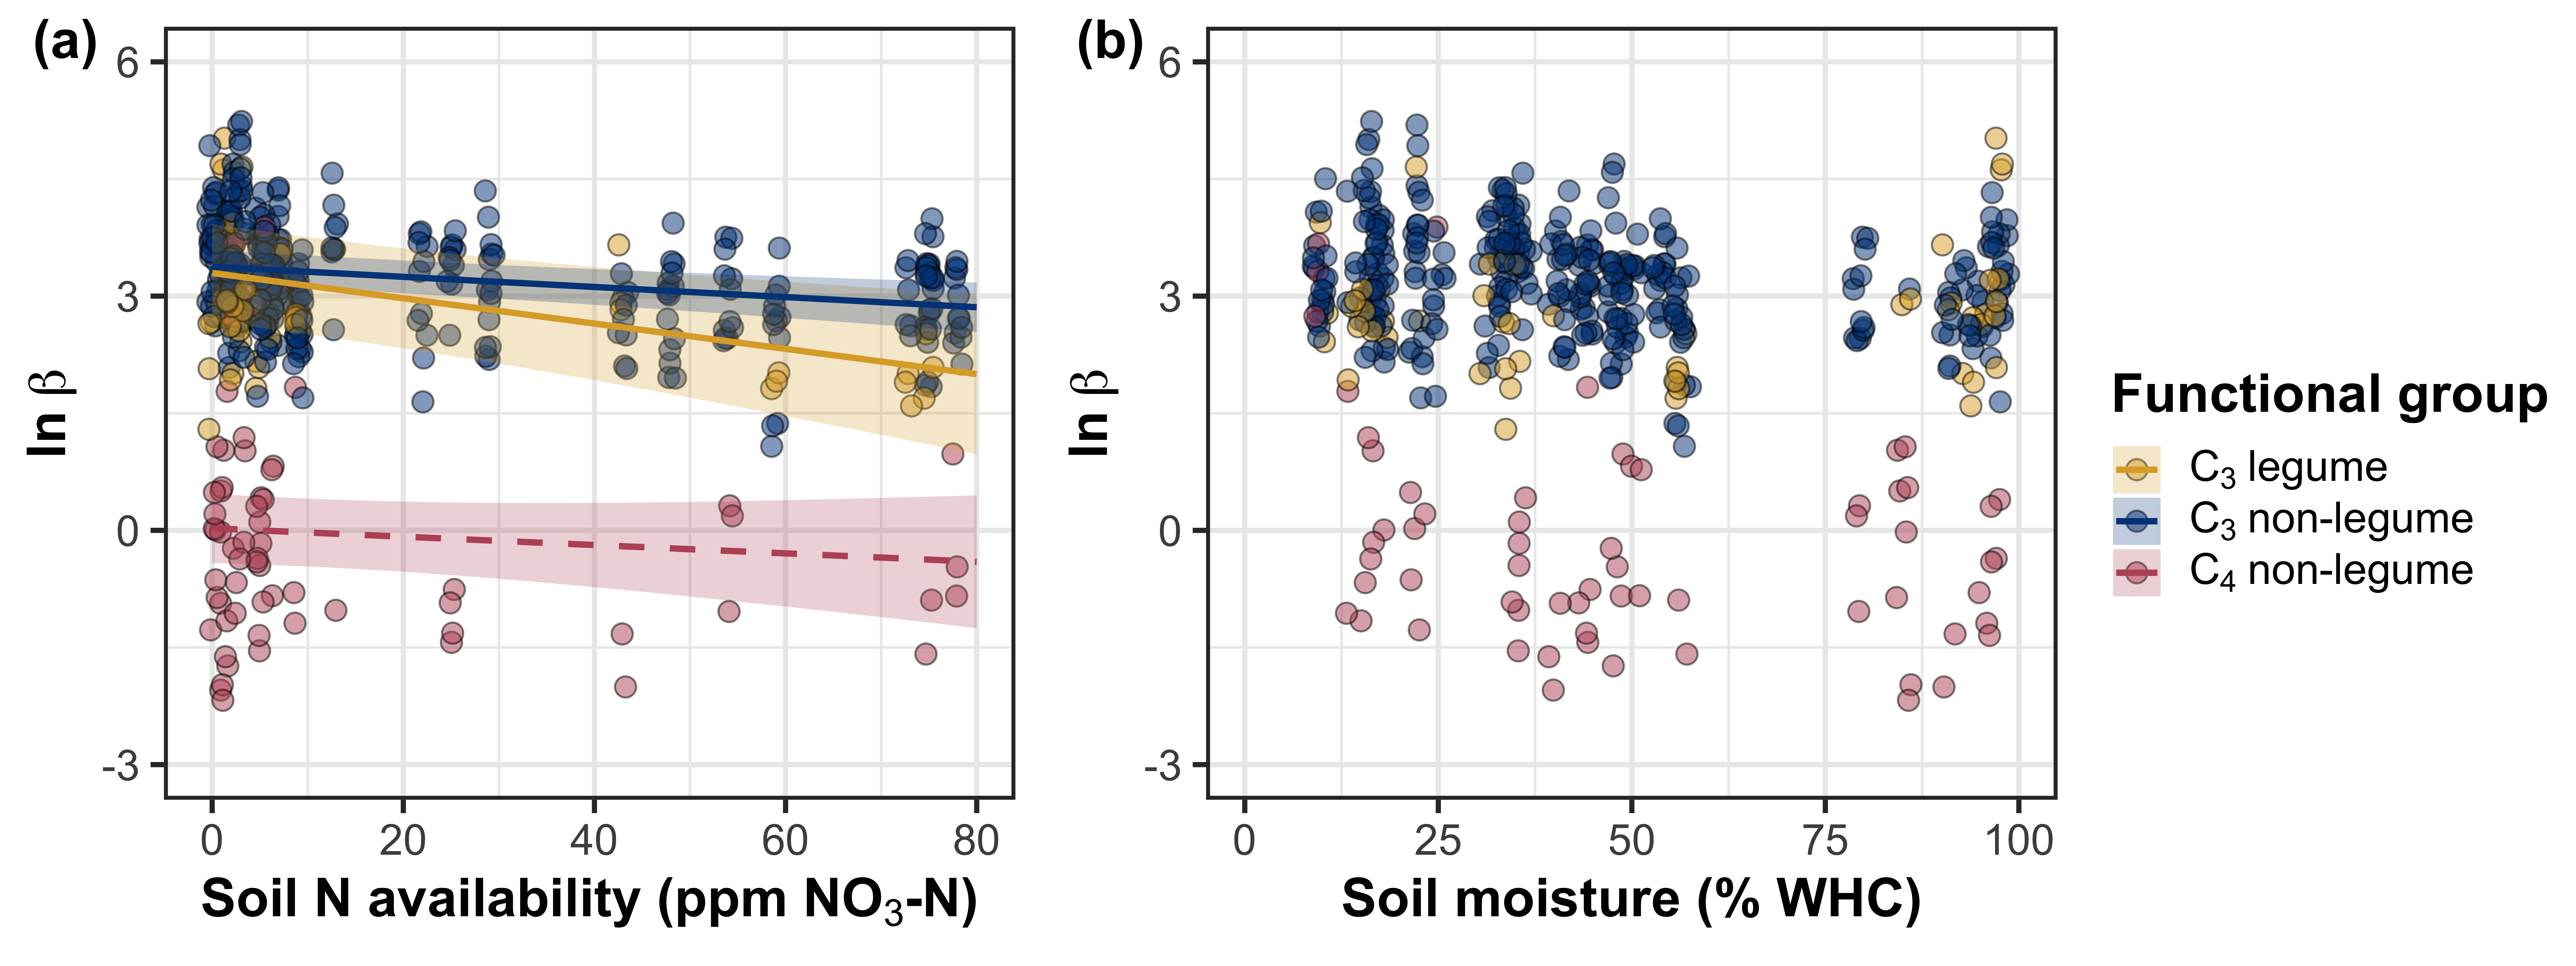 (a)
6
3
0
-3
ln β
0 20 40 60 80
Soil N availability (ppm NO₃-N)
(b)
6
3
0
-3
ln β
0 25 50 75 100
Soil moisture (% WHC)
Functional group
C₃ legume
C₃ non-legume
C₄ non-legume